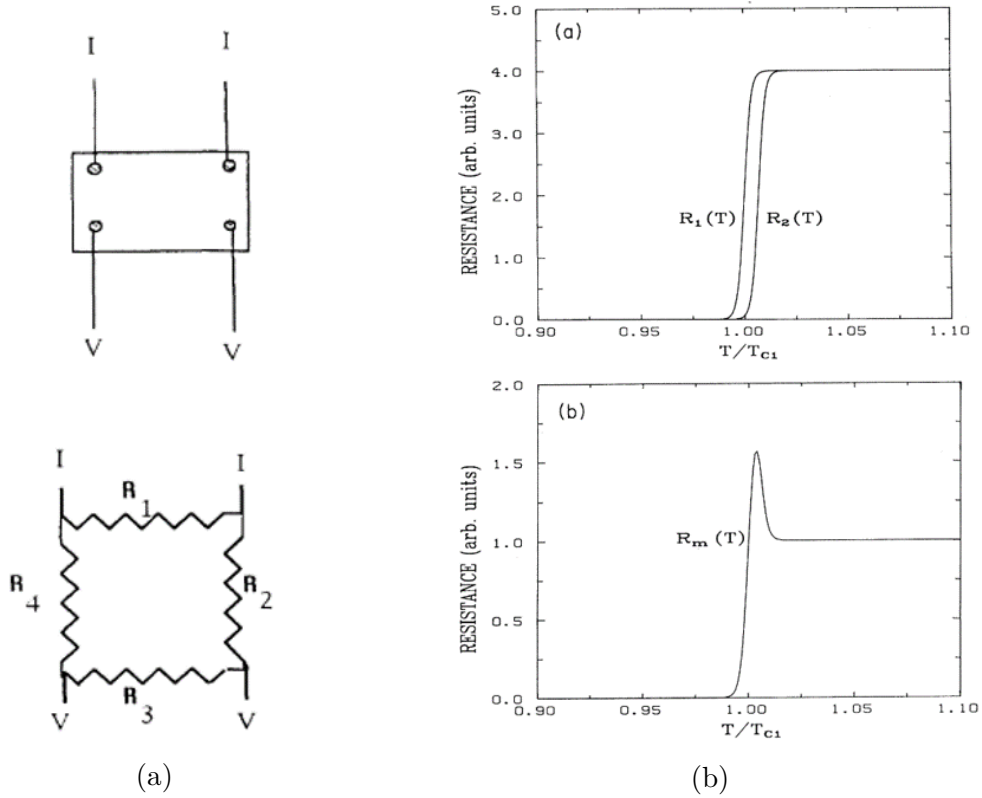 I I
V V
I I
R1
R4
R2
R3
V V
(a)
(a)
RESISTANCE (arb. units)
5.0
4.0
3.0
2.0
1.0
0.0
R1(T) R2(T)
0.90 0.95 1.00 1.05 1.10
T/TC1
(b)
RESISTANCE (arb. units)
2.0
1.5
1.0
0.5
0.0
Rm(T)
0.90 0.95 1.00 1.05 1.10
T/TC1
(b)